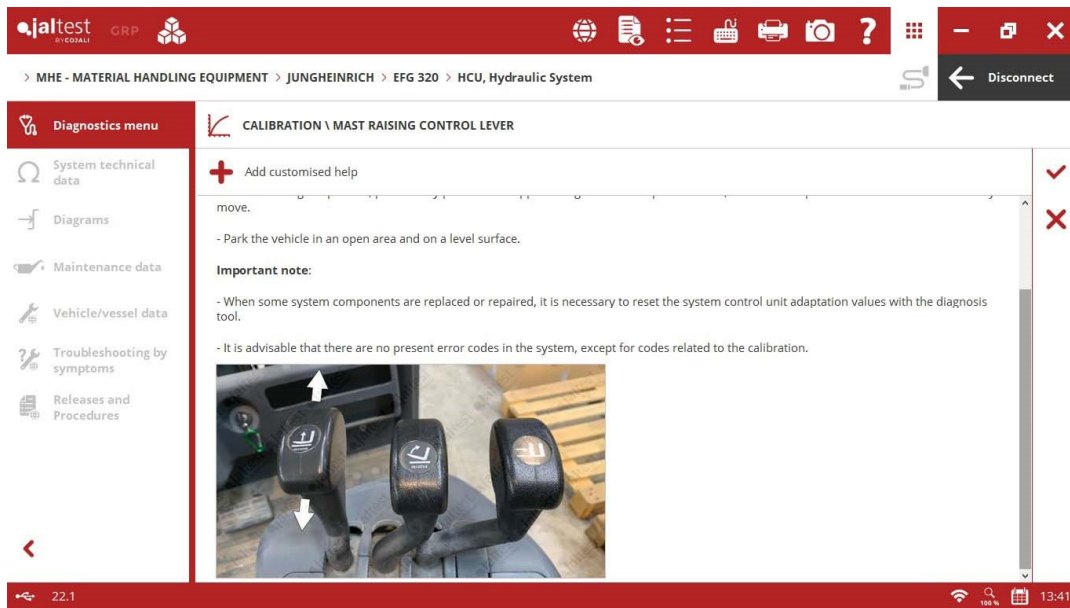 jaltest GRP
BY COJALI
> MHE - MATERIAL HANDLING EQUIPMENT > JUNGHEINRICH > EFG 320 > HCU, Hydraulic System
Disconnect
Diagnostics menu
CALIBRATION \ MAST RAISING CONTROL LEVER
System technical
data
Add customised help
Diagrams
Maintenance data
Vehicle/vessel data
Troubleshooting by
symptoms
Releases and
Procedures
move.
- Park the vehicle in an open area and on a level surface.
Important note:
- When some system components are replaced or repaired, it is necessary to reset the system control unit adaptation values with the diagnosis
tool.
- It is advisable that there are no present error codes in the system, except for codes related to the calibration.
22.1
100 %
13:41